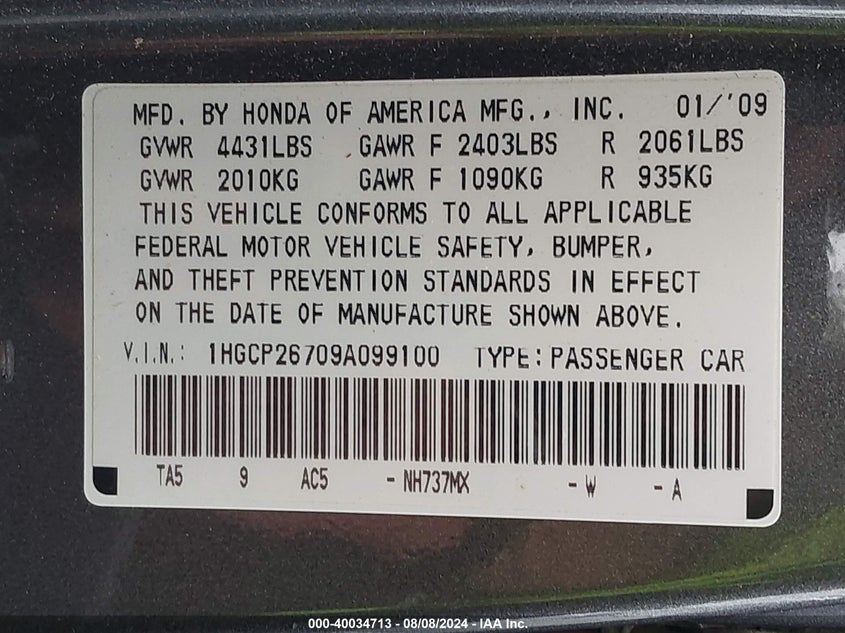 MFD. BY HONDA OF AMERICA MFG., INC. 01/'09
GVWR 4431LBS GAWR F 2403LBS R 2061LBS
GVWR 2010KG GAWR F 1090KG R 935KG
THIS VEHICLE CONFORMS TO ALL APPLICABLE
FEDERAL MOTOR VEHICLE SAFETY, BUMPER,
AND THEFT PREVENTION STANDARDS IN EFFECT
ON THE DATE OF MANUFACTURE SHOWN ABOVE.
V.I.N.: 1HGCP26709A099100 TYPE: PASSENGER CAR
TA5 9 AC5 - NH737MX - W - A
000-40034713 - 08/08/2024 - IAA Inc.